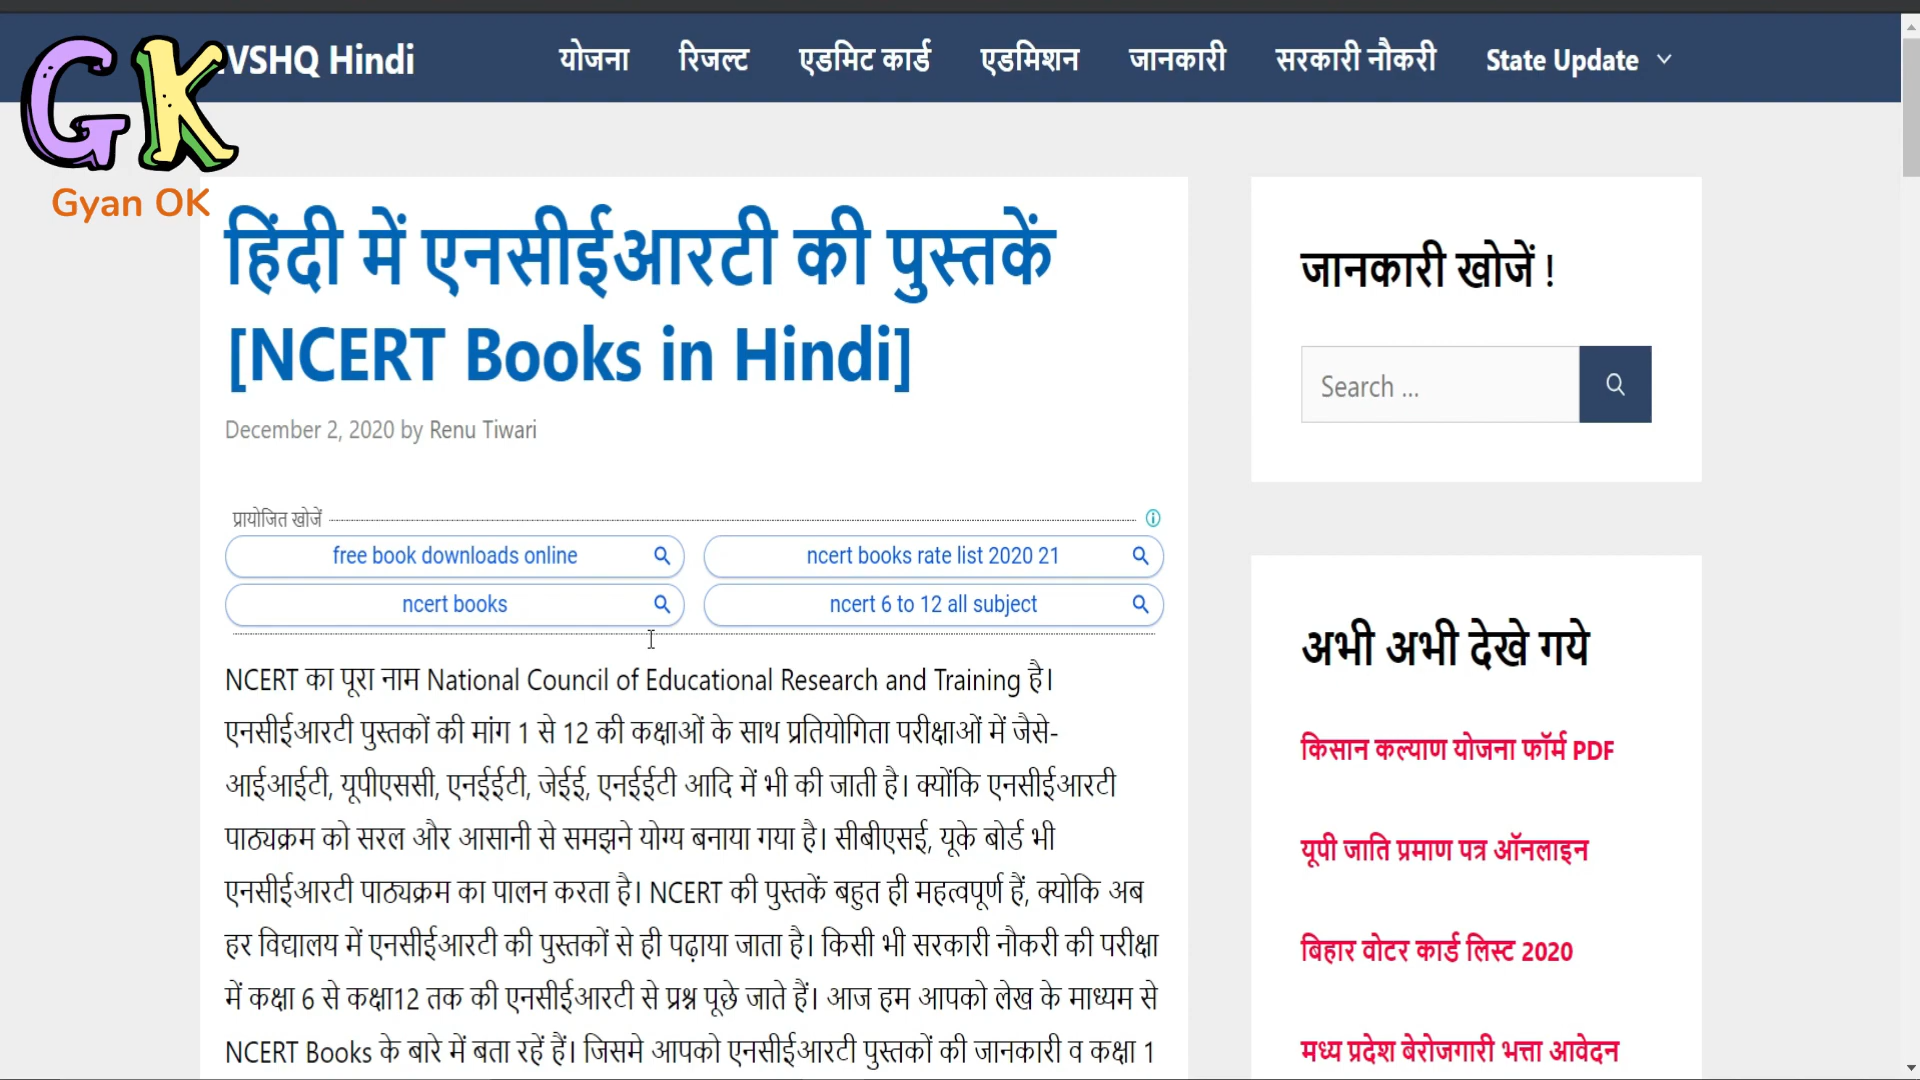 GK
Gyan OK
VSHQ Hindi
योजना
रिजल्ट
एडमिट कार्ड
एडमिशन
जानकारी
सरकारी नौकरी
State Update
हिंदी में एनसीईआरटी की पुस्तकें
[NCERT Books in Hindi]
December 2, 2020 by Renu Tiwari
प्रायोजित खोजें
free book downloads online
ncert books rate list 2020 21
ncert books
ncert 6 to 12 all subject
NCERT का पूरा नाम National Council of Educational Research and Training है।
एनसीईआरटी पुस्तकों की मांग 1 से 12 की कक्षाओं के साथ प्रतियोगिता परीक्षाओं में जैसे-
आईआईटी, यूपीएससी, एनईईटी, जेईई, एनईईटी आदि में भी की जाती है। क्योंकि एनसीईआरटी
पाठ्यक्रम को सरल और आसानी से समझने योग्य बनाया गया है। सीबीएसई, यूके बोर्ड भी
एनसीईआरटी पाठ्यक्रम का पालन करता है। NCERT की पुस्तकें बहुत ही महत्वपूर्ण हैं, क्योकि अब
हर विद्यालय में एनसीईआरटी की पुस्तकों से ही पढ़ाया जाता है। किसी भी सरकारी नौकरी की परीक्षा
में कक्षा 6 से कक्षा12 तक की एनसीईआरटी से प्रश्न पूछे जाते हैं। आज हम आपको लेख के माध्यम से
NCERT Books के बारे में बता रहें हैं। जिसमे आपको एनसीईआरटी पुस्तकों की जानकारी व कक्षा 1
जानकारी खोजें !
Search ...
अभी अभी देखे गये
किसान कल्याण योजना फॉर्म PDF
यूपी जाति प्रमाण पत्र ऑनलाइन
बिहार वोटर कार्ड लिस्ट 2020
मध्य प्रदेश बेरोजगारी भत्ता आवेदन